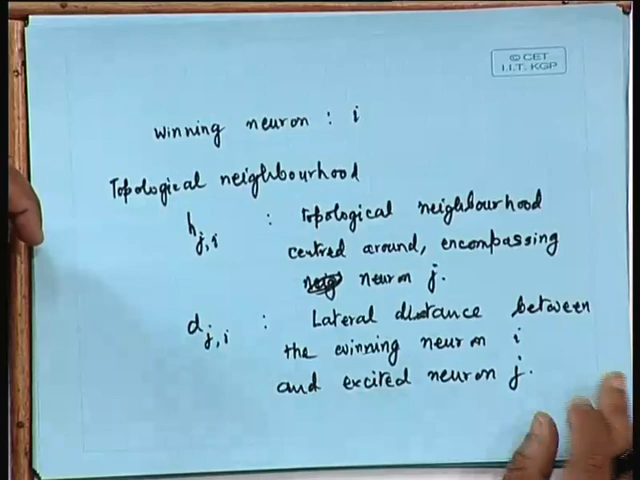 © CET
I.I.T. KGP
Winning neuron : i
Topological neighbourhood
h j,i : Topological neighbourhood
centred around, encompassing
neuron j.
d j,i : Lateral distance between
the winning neuron i
and excited neuron j.